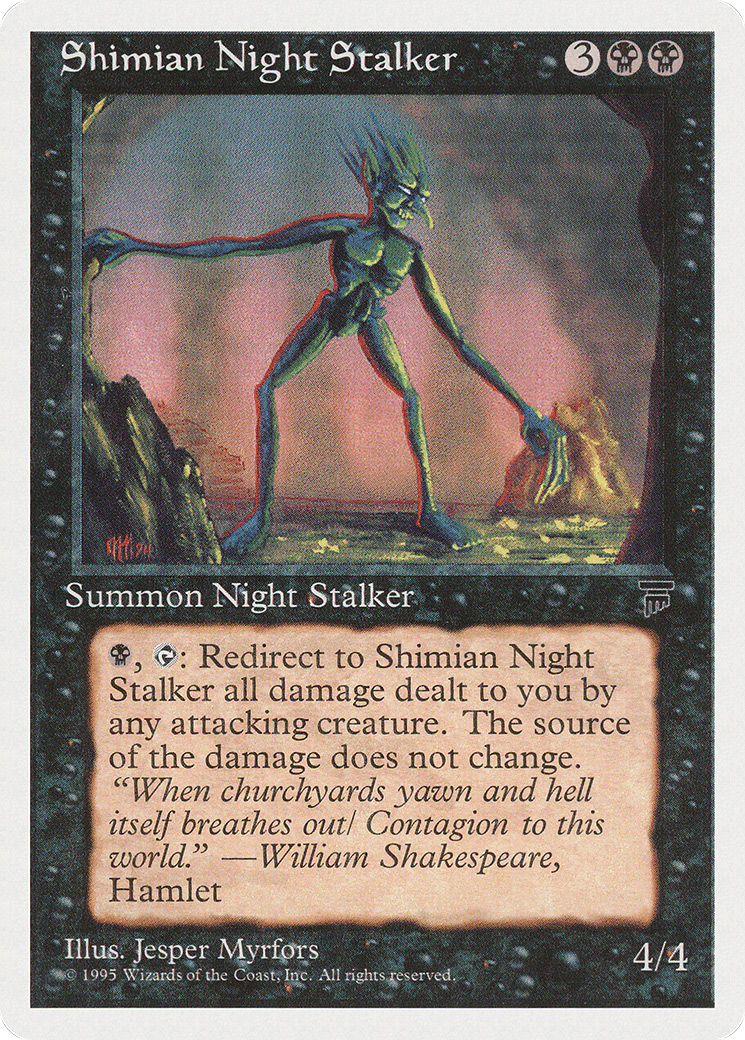 Shimian Night Stalker 3
Summon Night Stalker
, : Redirect to Shimian Night
Stalker all damage dealt to you by
any attacking creature. The source
of the damage does not change.
“When churchyards yawn and hell
itself breathes out/ Contagion to this
world.” —William Shakespeare,
Hamlet
Illus. Jesper Myrfors
4/4
© 1995 Wizards of the Coast, Inc. All rights reserved.